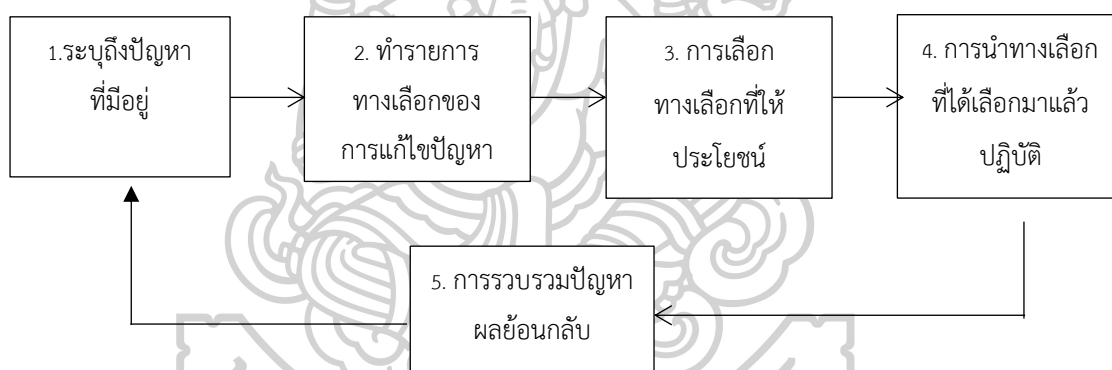 1.ระบุถึงปัญหา
ที่มีอยู่
2. ทำรายการ
ทางเลือกของ
การแก้ไขปัญหา
3. การเลือก
ทางเลือกที่ให้
ประโยชน์
4. การนำทางเลือก
ที่ได้เลือกมาแล้ว
ปฏิบัติ
5. การรวบรวมปัญหา
ผลย้อนกลับ